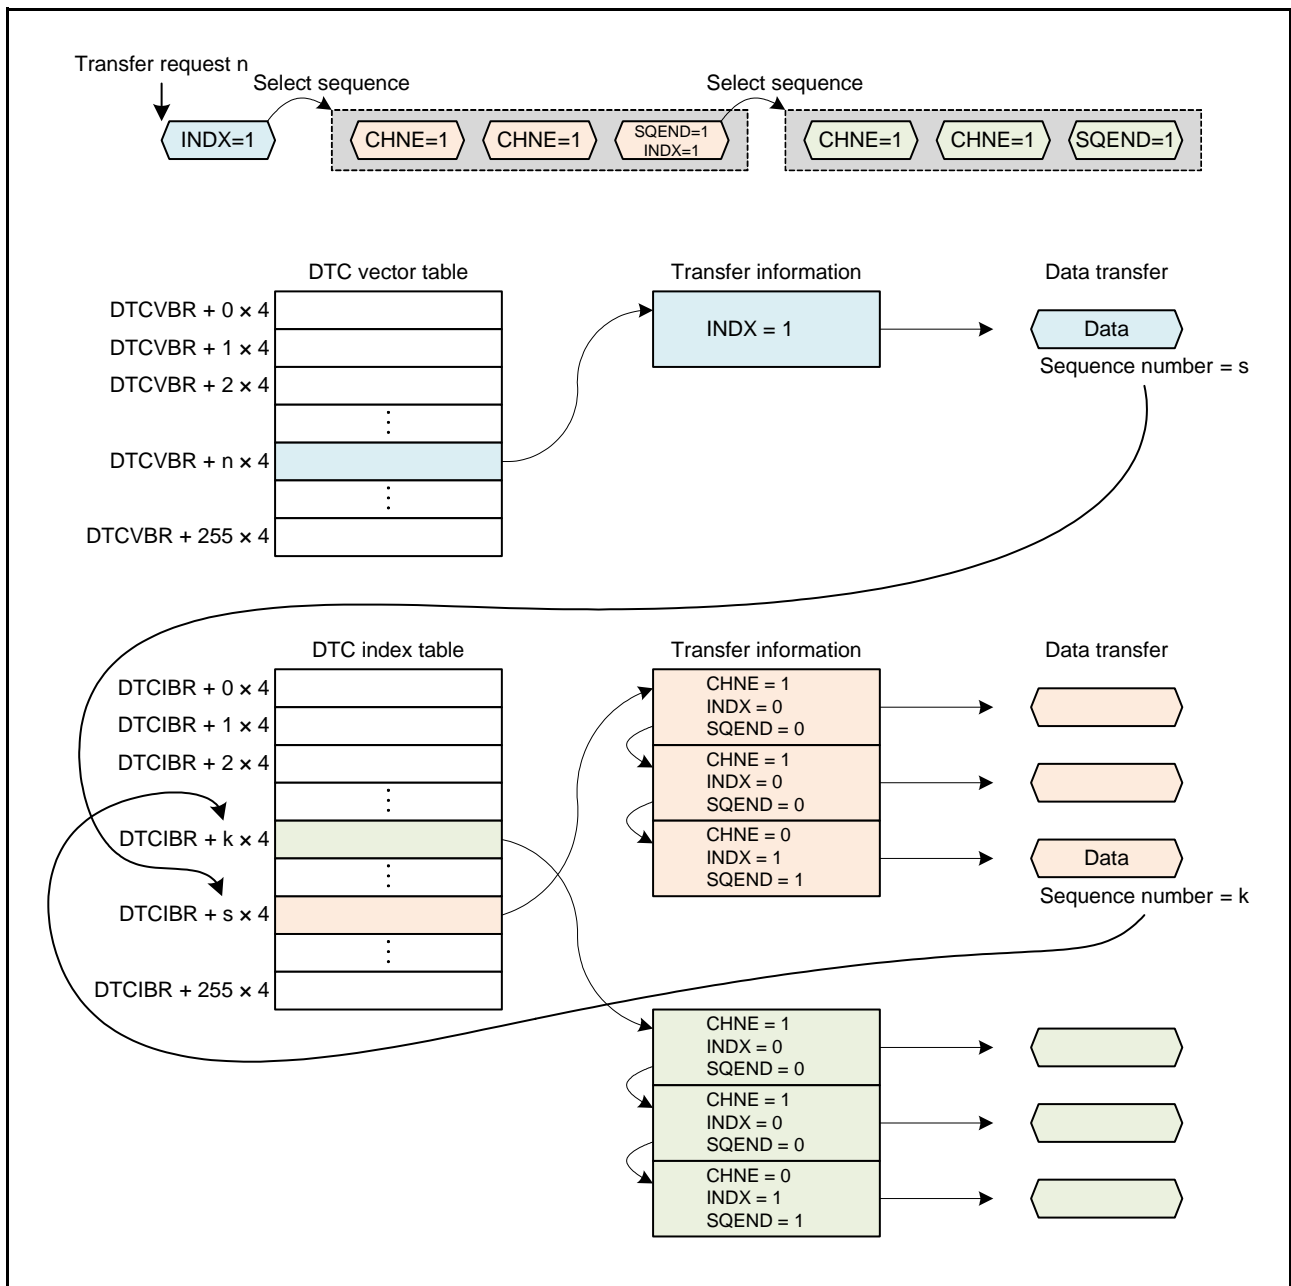 Transfer request n
Select sequence
Select sequence
INDX=1
CHNE=1
CHNE=1
SQEND=1
INDX=1
CHNE=1
CHNE=1
SQEND=1
DTC vector table
Transfer information
Data transfer
DTCVBR + 0 × 4
DTCVBR + 1 × 4
DTCVBR + 2 × 4
⋮
DTCVBR + n × 4
⋮
DTCVBR + 255 × 4
INDX = 1
Data
Sequence number = s
DTC index table
Transfer information
Data transfer
DTCIBR + 0 × 4
DTCIBR + 1 × 4
DTCIBR + 2 × 4
⋮
DTCIBR + k × 4
⋮
DTCIBR + s × 4
⋮
DTCIBR + 255 × 4
CHNE = 1
INDX = 0
SQEND = 0
CHNE = 1
INDX = 0
SQEND = 0
CHNE = 0
INDX = 1
SQEND = 1
Data
Sequence number = k
CHNE = 1
INDX = 0
SQEND = 0
CHNE = 1
INDX = 0
SQEND = 0
CHNE = 0
INDX = 1
SQEND = 1